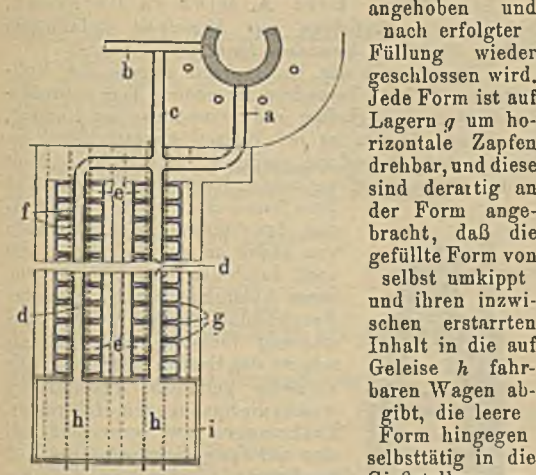 angehoben und
nach erfolgter
Füllung wieder
geschlossen wird.
Jede Form ist auf
Lagern g um ho-
rizontale Zapfen
drehbar, und diese
sind derartig an
der Form ange-
bracht, daß die
gefüllte Form von
selbst umkippt
und ihren inzwi-
schen erstarrten
Inhalt in die auf
Geleise h fahr-
baren Wagen ab-
gibt, die leere
Form hingegen
selbsttätig in die
b
c
a
e
f
d
d
g
e
h
h
i